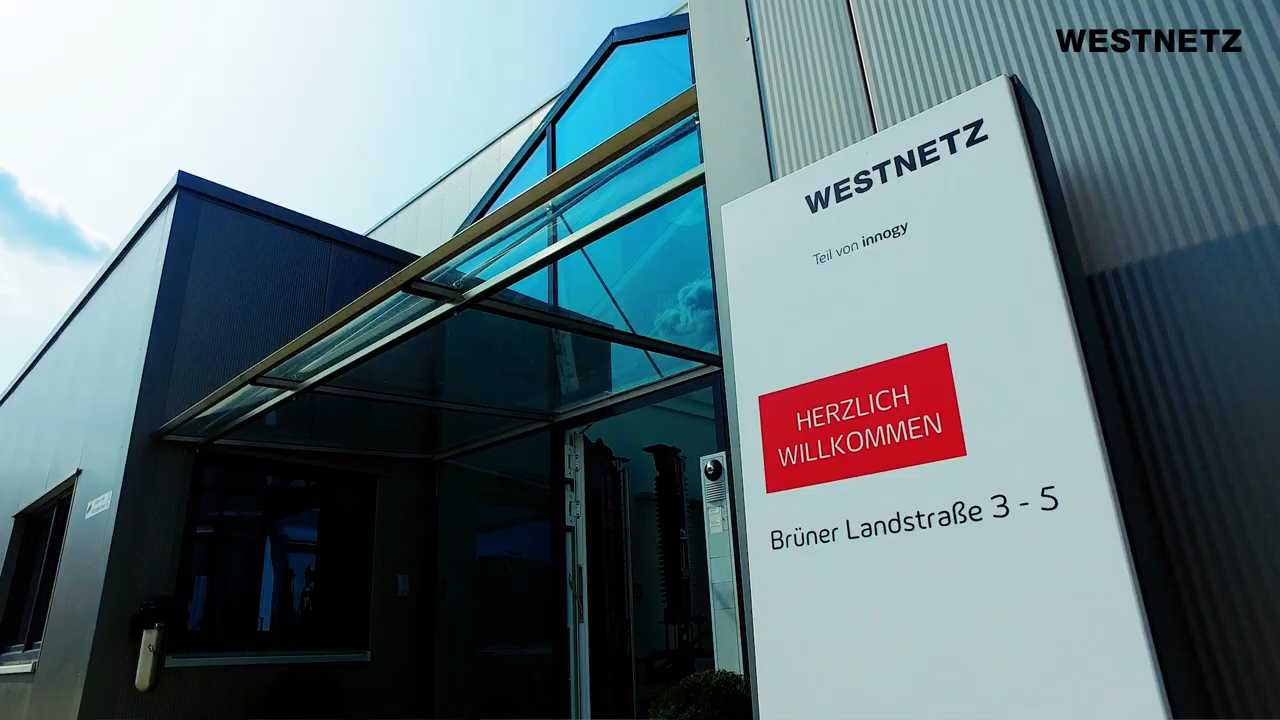 WESTNETZ
WESTNETZ
Teil von innogy
HERZLICH
WILLKOMMEN
Brüner Landstraße 3 - 5